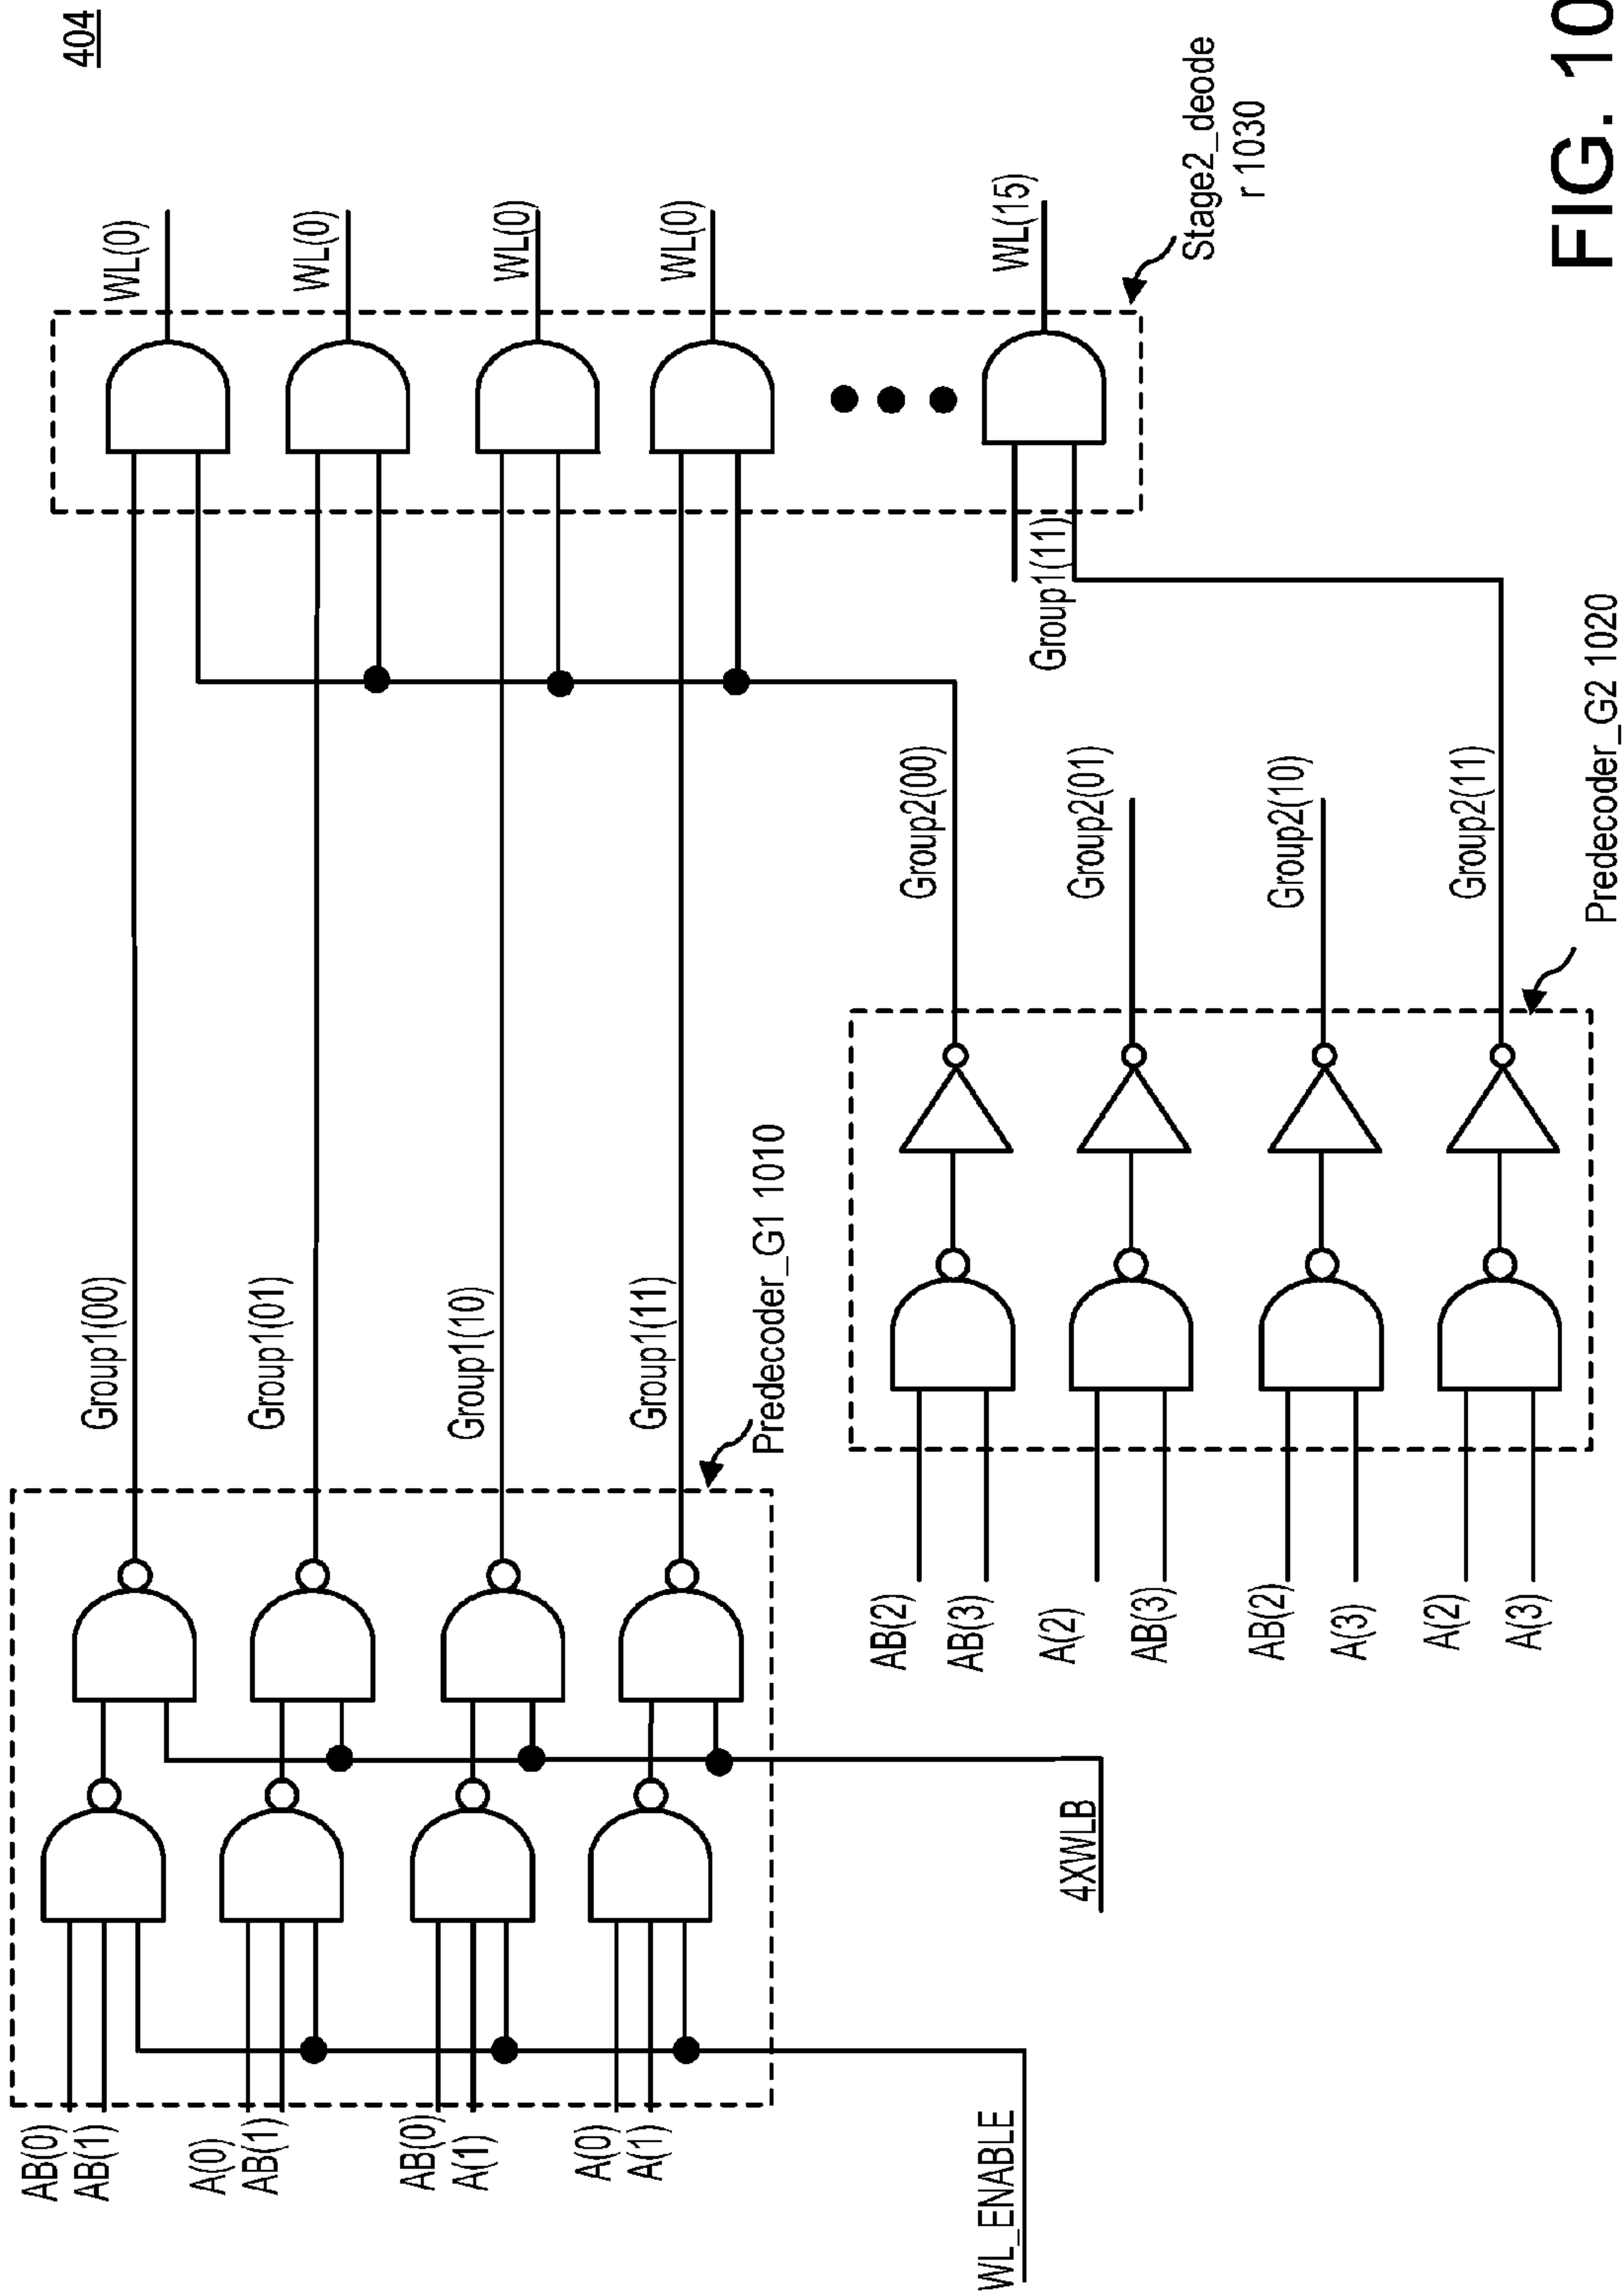 404
AB(0)
AB(1)
A(0)
AB(1)
AB(0)
A(1)
A(0)
A(1)
WL_ENABLE
4XWLB
Group1(00)
Group1(01)
Group1(10)
Group1(11)
Predecoder_G1 1010
WL(0)
WL(0)
WL(0)
WL(0)
WL(15)
Group1(11)
Stage2_deode
r 1030
AB(2)
AB(3)
A(2)
AB(3)
AB(2)
A(3)
A(2)
A(3)
Group2(00)
Group2(01)
Group2(10)
Group2(11)
Predecoder_G2 1020
FIG. 10